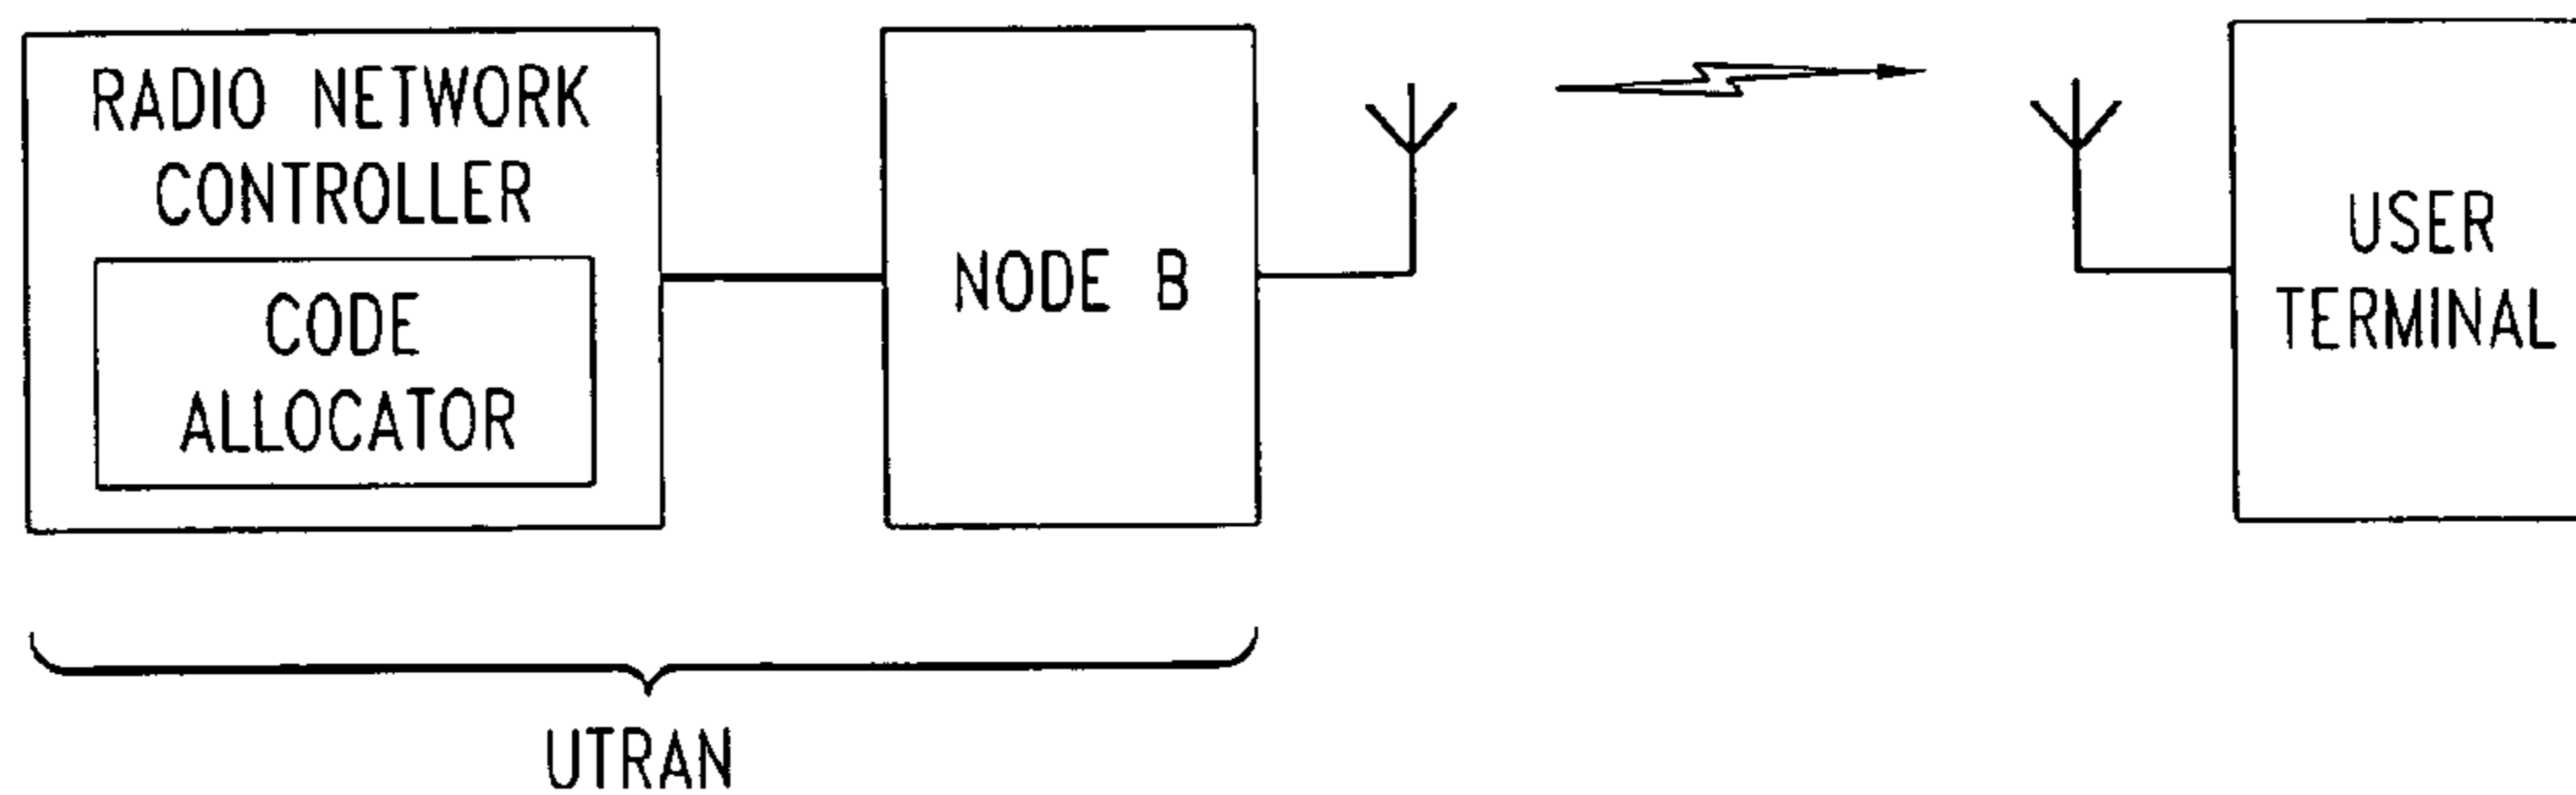 RADIO NETWORK
CONTROLLER
CODE
ALLOCATOR
NODE B
USER
TERMINAL
UTRAN